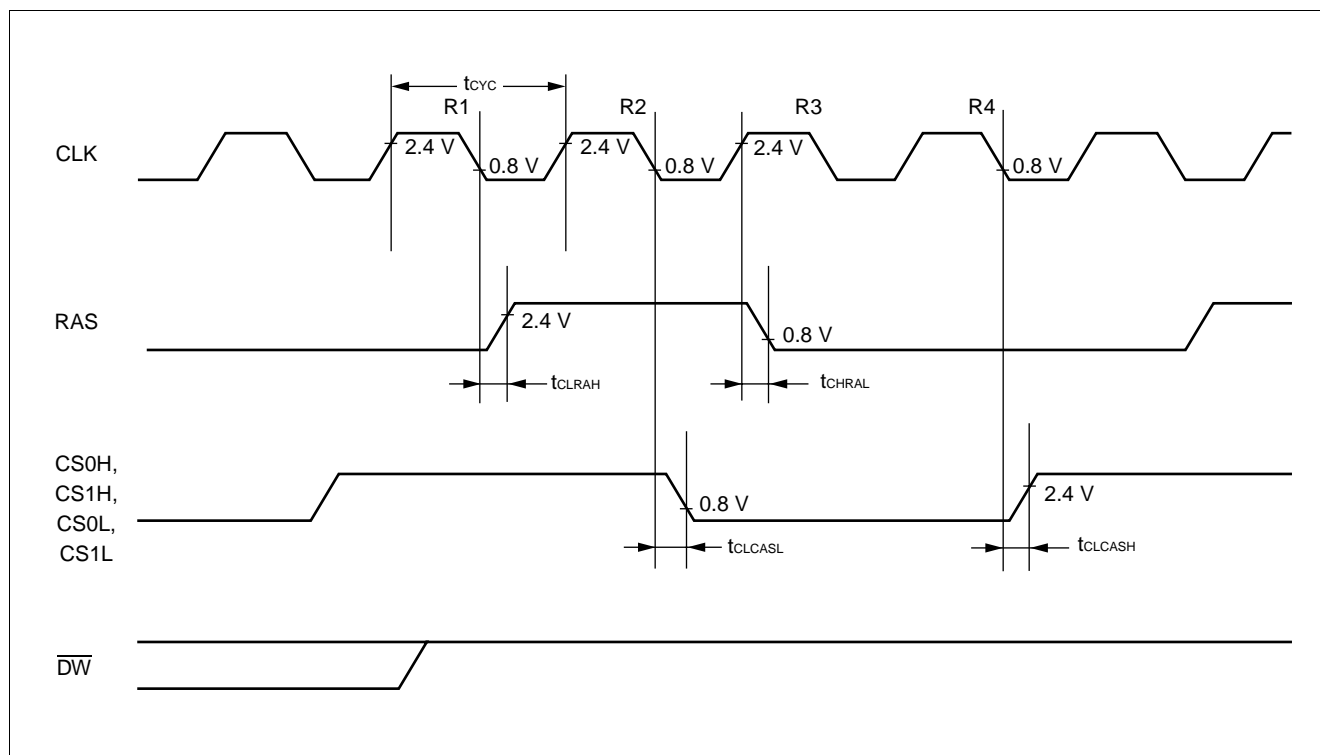 tCYC
R1 R2 R3 R4
CLK
2.4 V 0.8 V 2.4 V 0.8 V 2.4 V 0.8 V
RAS
2.4 V 0.8 V
tCLRAH tCHRAL
CS0H,
CS1H,
CS0L,
CS1L
0.8 V 2.4 V
tCLCASL tCLCASH
DW